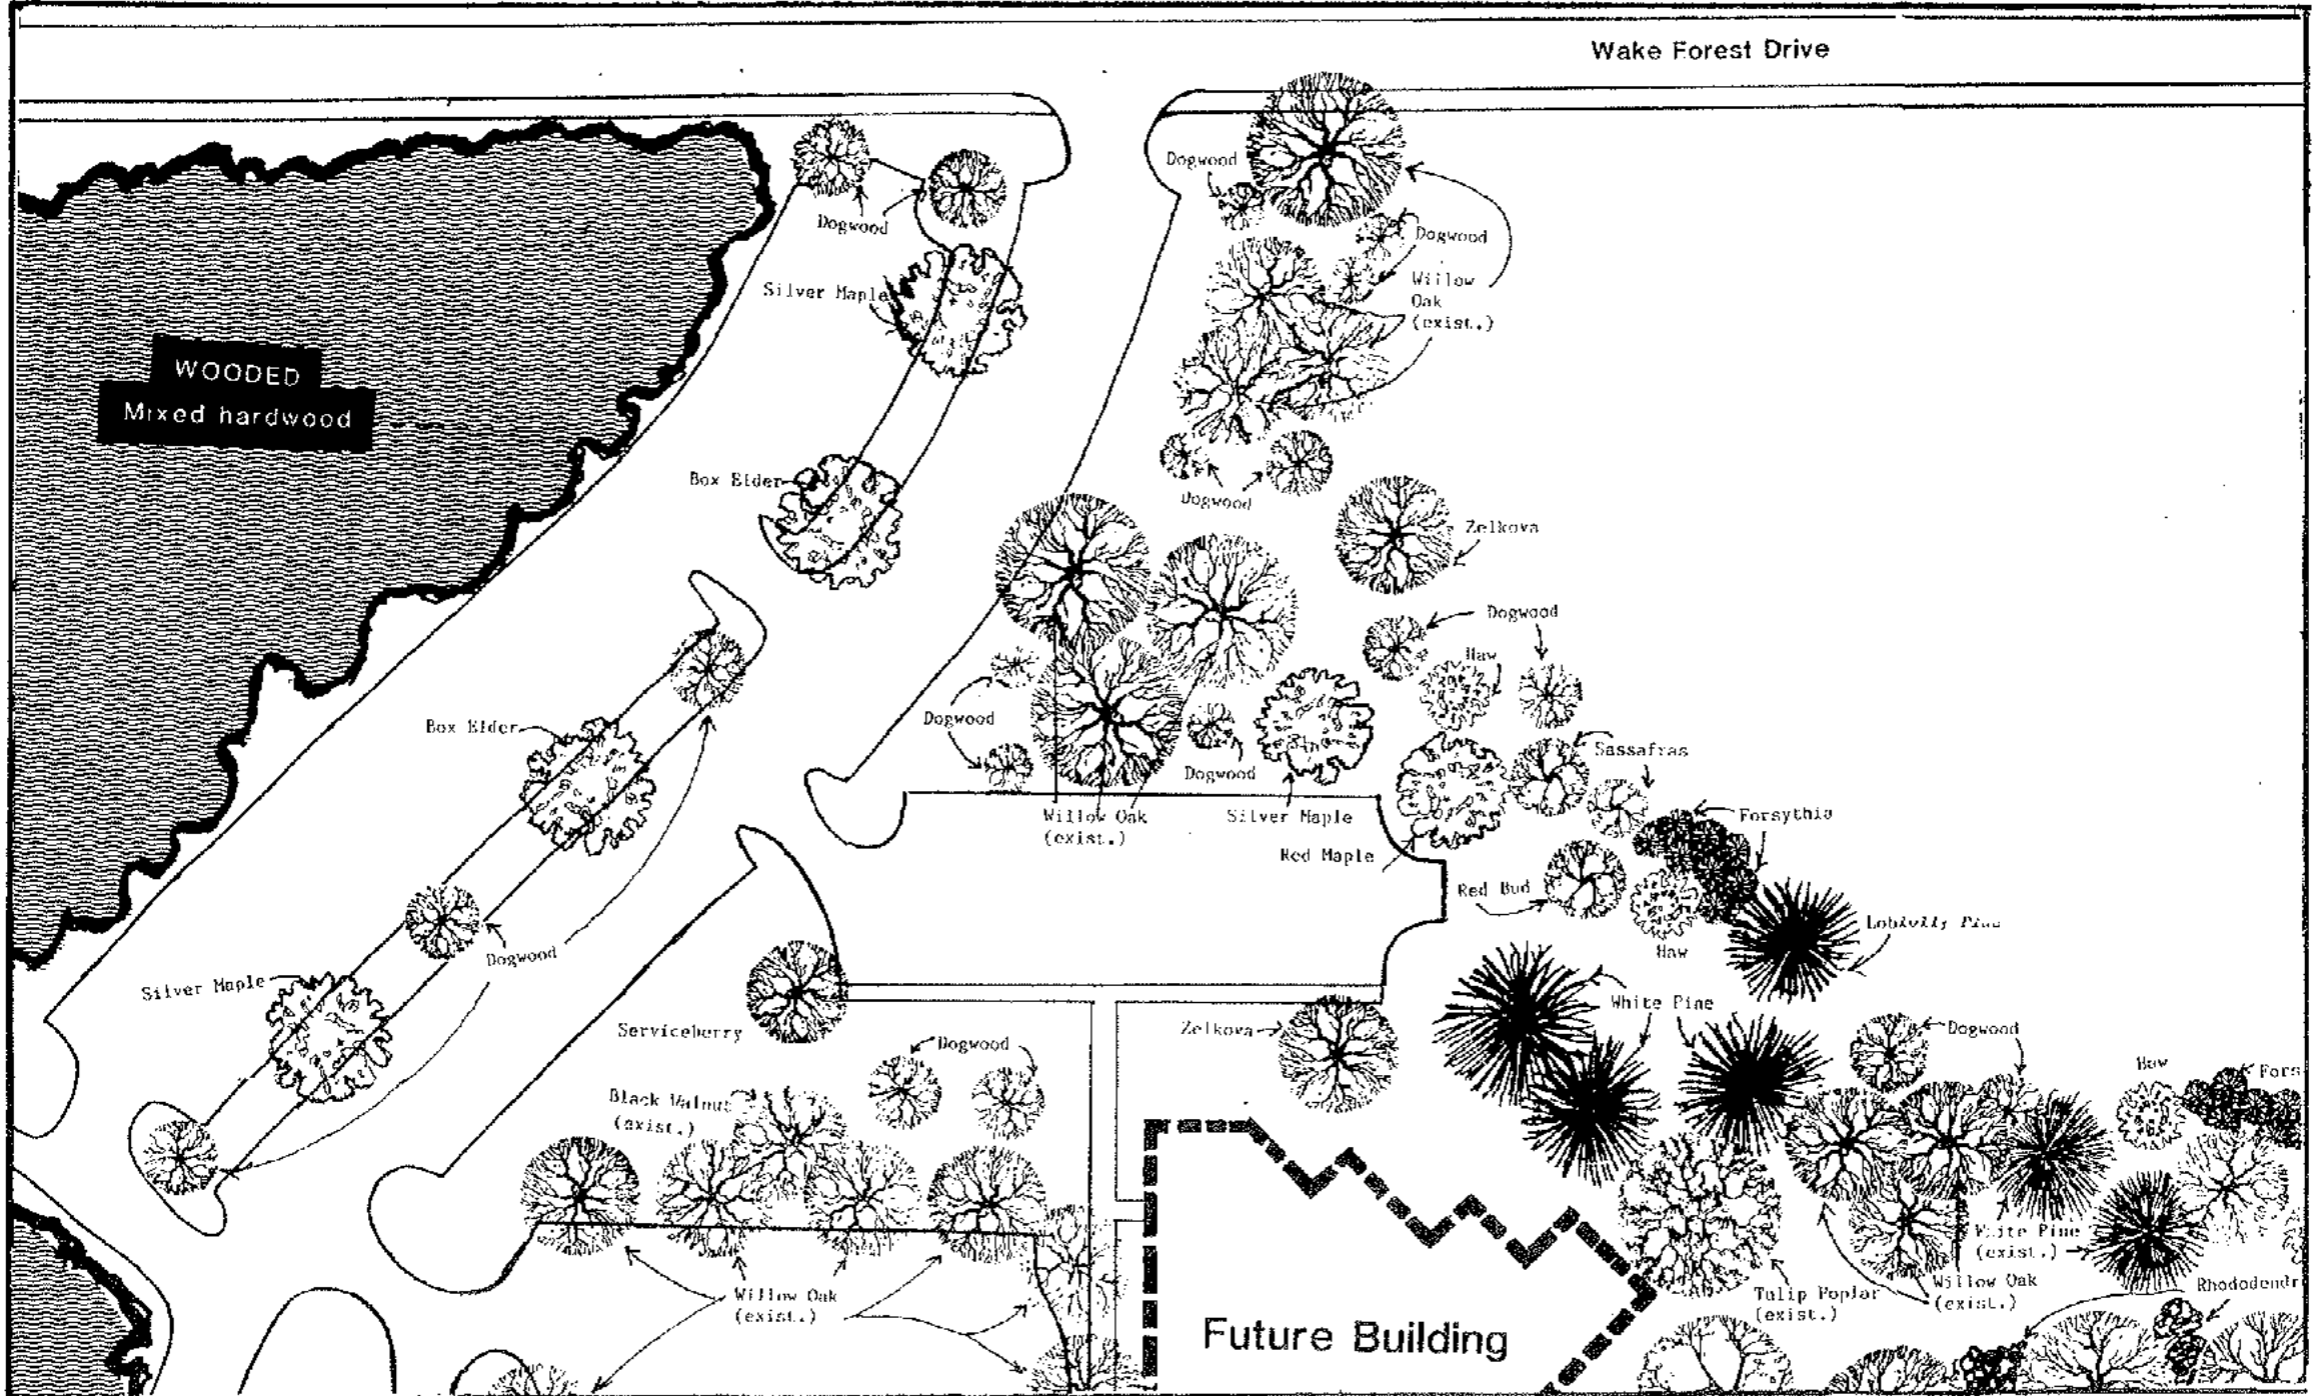 Wake Forest Drive
Dogwood
Dogwood
Dogwood
Silver Maple
Willow
Oak
(exist.)
WOODED
Mixed hardwood
Box Elder
Dogwood
Zelkova
Dogwood
Haw
Dogwood
Box Elder
Sassafras
Dogwood
Willow Oak
(exist.)
Silver Maple
Forsythia
Red Maple
Red Bud
Loblolly Pine
Haw
Dogwood
Silver Maple
White Pine
Serviceberry
Zelkova
Dogwood
Dogwood
Haw
Fors
Black Walnut
(exist.)
White Pine
(exist.)
Willow Oak
(exist.)
Tulip Poplar
(exist.)
Willow Oak
(exist.)
Rhododendr
Future Building